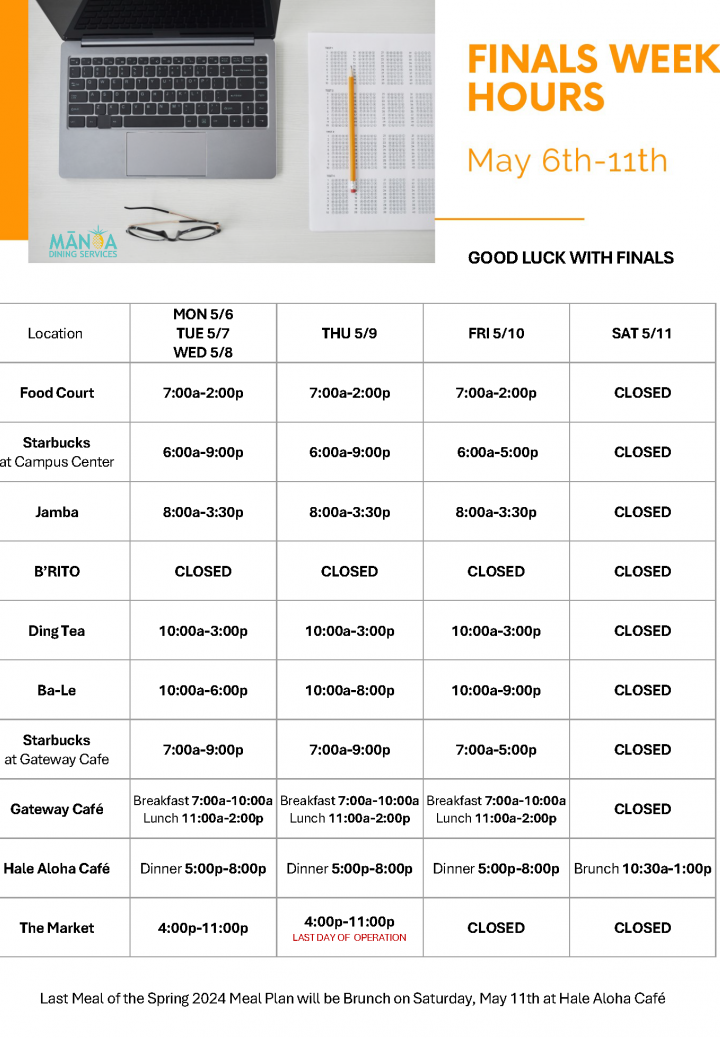 FINALS WEEK
HOURS
May 6th-11th
MĀNOA
DINING SERVICES
GOOD LUCK WITH FINALS
Location
MON 5/6
TUE 5/7
WED 5/8
THU 5/9
FRI 5/10
SAT 5/11
Food Court
7:00a-2:00p
7:00a-2:00p
7:00a-2:00p
CLOSED
Starbucks
at Campus Center
6:00a-9:00p
6:00a-9:00p
6:00a-5:00p
CLOSED
Jamba
8:00a-3:30p
8:00a-3:30p
8:00a-3:30p
CLOSED
B’RITO
CLOSED
CLOSED
CLOSED
CLOSED
Ding Tea
10:00a-3:00p
10:00a-3:00p
10:00a-3:00p
CLOSED
Ba-Le
10:00a-6:00p
10:00a-8:00p
10:00a-9:00p
CLOSED
Starbucks
at Gateway Cafe
7:00a-9:00p
7:00a-9:00p
7:00a-5:00p
CLOSED
Gateway Café
Breakfast 7:00a-10:00a
Lunch 11:00a-2:00p
Breakfast 7:00a-10:00a
Lunch 11:00a-2:00p
Breakfast 7:00a-10:00a
Lunch 11:00a-2:00p
CLOSED
Hale Aloha Café
Dinner 5:00p-8:00p
Dinner 5:00p-8:00p
Dinner 5:00p-8:00p
Brunch 10:30a-1:00p
The Market
4:00p-11:00p
4:00p-11:00p
LAST DAY OF OPERATION
CLOSED
CLOSED
Last Meal of the Spring 2024 Meal Plan will be Brunch on Saturday, May 11th at Hale Aloha Café